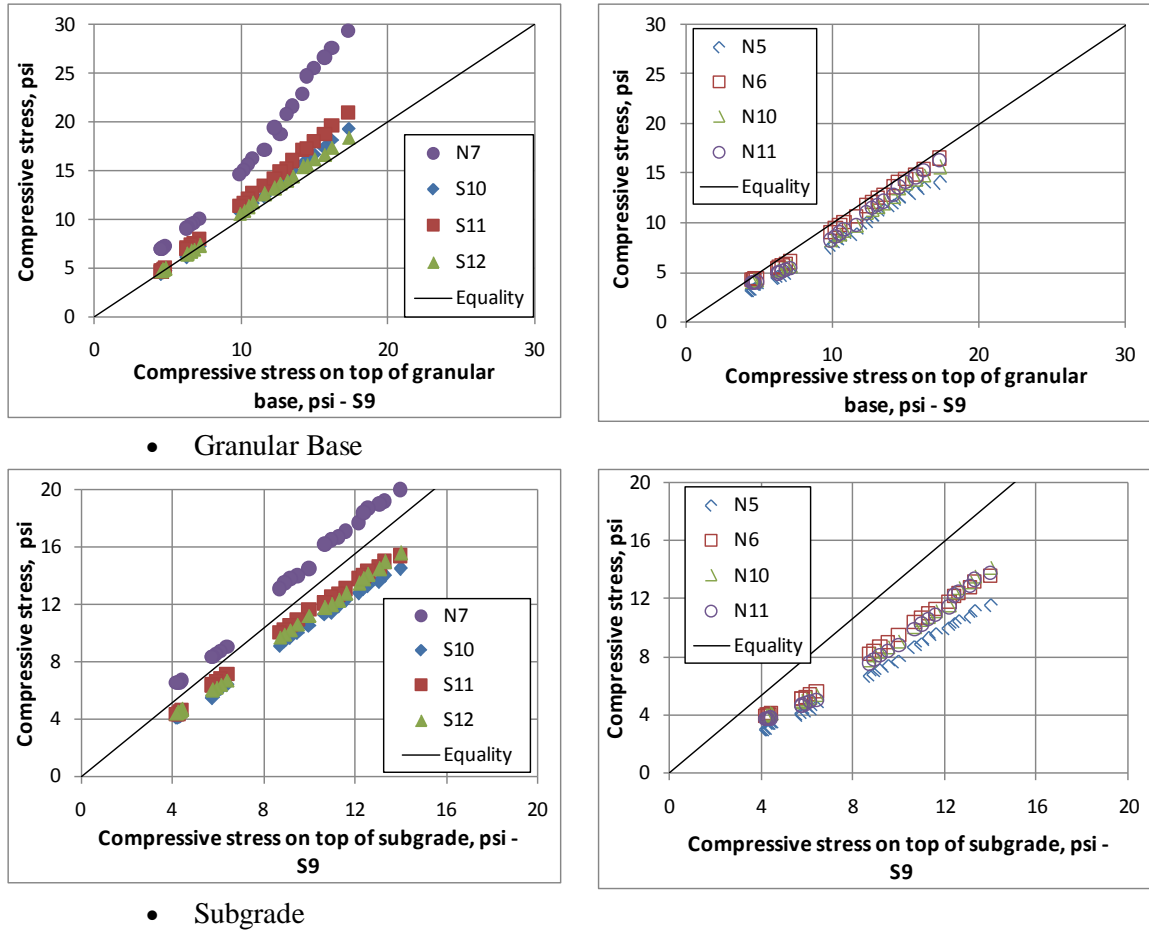 30
25
20
15
10
5
0
Compressive stress, psi
N7
S10
S11
S12
Equality
0 10 20 30
Compressive stress on top of granular
base, psi - S9
30
25
20
15
10
5
0
Compressive stress, psi
N5
N6
N10
N11
Equality
0 10 20 30
Compressive stress on top of granular
base, psi - S9
• Granular Base
20
16
12
8
4
0
Compressive stress, psi
N7
S10
S11
S12
Equality
0 4 8 12 16 20
Compressive stress on top of subgrade, psi -
S9
20
16
12
8
4
0
Compressive stress, psi
N5
N6
N10
N11
Equality
0 4 8 12 16 20
Compressive stress on top of subgrade, psi -
S9
• Subgrade